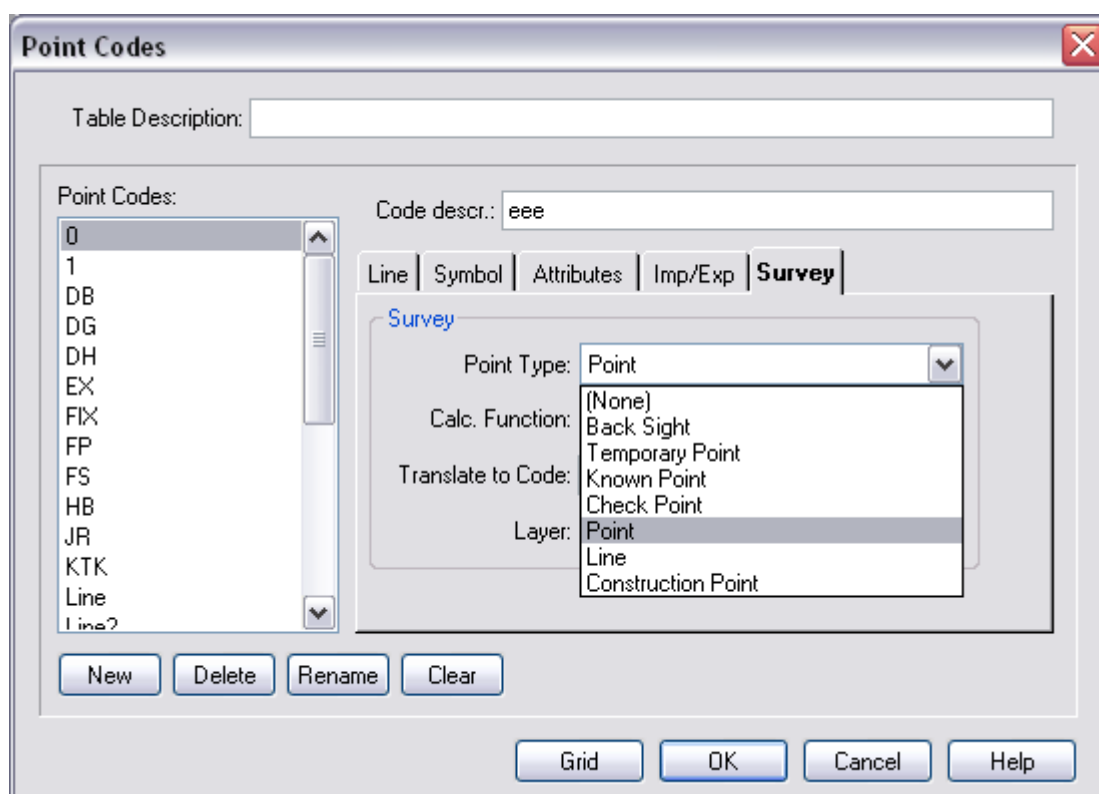 Point Codes
Table Description:
Point Codes:
0
1
DB
DG
DH
EX
FIX
FP
FS
HB
JR
KTK
Line
Line2
Code descr.: eee
Line Symbol Attributes Imp/Exp Survey
Survey
Point Type: Point
Calc. Function:
Translate to Code:
Layer:
(None)
Back Sight
Temporary Point
Known Point
Check Point
Point
Line
Construction Point
New Delete Rename Clear
Grid OK Cancel Help